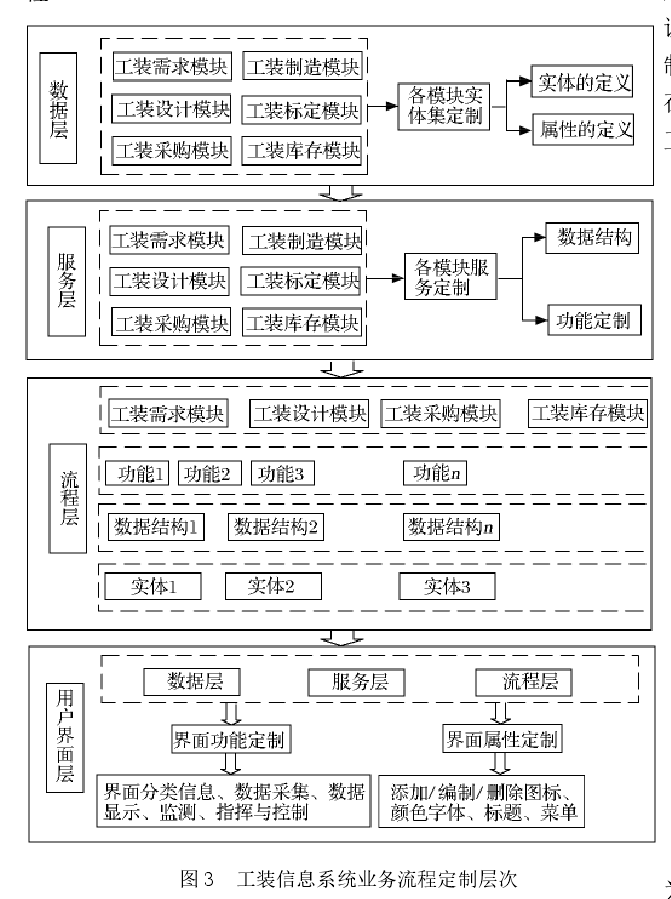 数据层
工装需求模块 工装制造模块
工装设计模块 工装标定模块
工装采购模块 工装库存模块
各模块实
体集定制
实体的定义
属性的定义
服务层
工装需求模块 工装制造模块
工装设计模块 工装标定模块
工装采购模块 工装库存模块
各模块服
务定制
数据结构
功能定制
流程层
工装需求模块 工装设计模块 工装采购模块 工装库存模块
功能1 功能2 功能3 功能n
数据结构1 数据结构2 数据结构n
实体1 实体2 实体3
用户界面层
数据层 服务层 流程层
界面功能定制 界面属性定制
界面分类信息、数据采集、数据
显示、监测、指挥与控制
添加/编制/删除图标、
颜色字体、标题、菜单
图3 工装信息系统业务流程定制层次